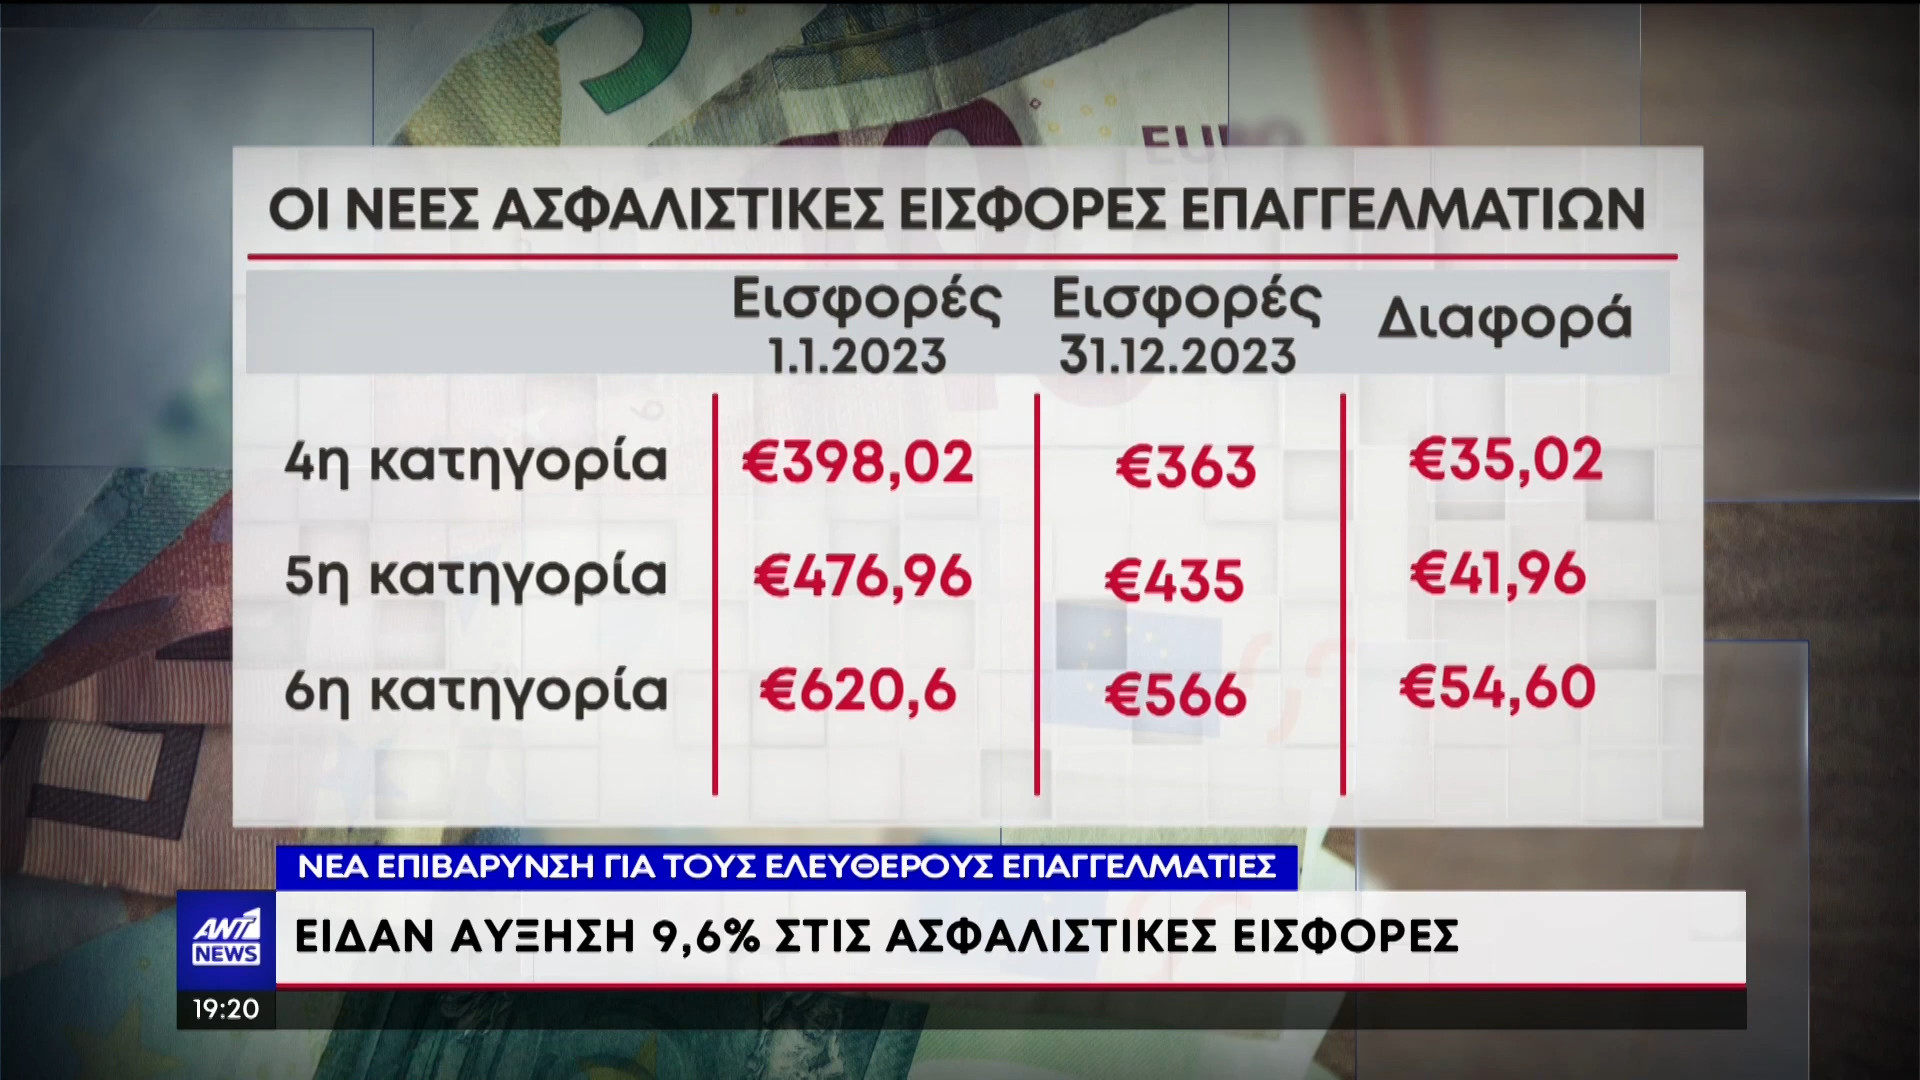 EURO
ΟΙ ΝΕΕΣ ΑΣΦΑΛΙΣΤΙΚΕΣ ΕΙΣΦΟΡΕΣ ΕΠΑΓΓΕΛΜΑΤΙΩΝ
Εισφορές 1.1.2023 Εισφορές 31.12.2023 Διαφορά
4η κατηγορία €398,02 €363 €35,02
5η κατηγορία €476,96 €435 €41,96
6η κατηγορία €620,6 €566 €54,60
ΝΕΑ ΕΠΙΒΑΡΥΝΣΗ ΓΙΑ ΤΟΥΣ ΕΛΕΥΘΕΡΟΥΣ ΕΠΑΓΓΕΛΜΑΤΙΕΣ
ANT1 NEWS
ΕΙΔΑΝ ΑΥΞΗΣΗ 9,6% ΣΤΙΣ ΑΣΦΑΛΙΣΤΙΚΕΣ ΕΙΣΦΟΡΕΣ
19:20